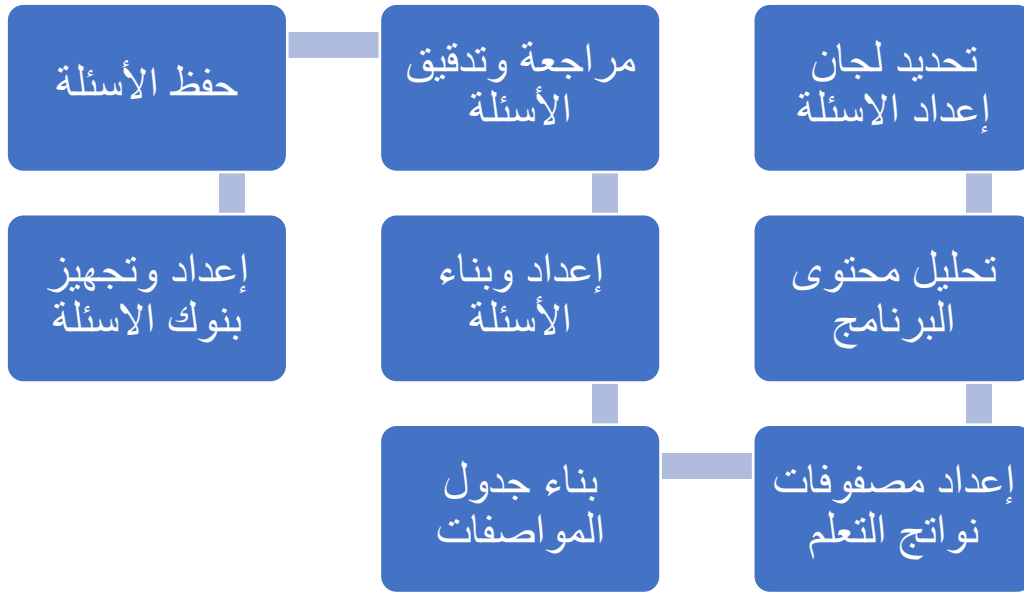 تحديد لجان
إعداد الاسئلة
تحليل محتوى
البرنامج
إعداد مصفوفات
نواتج التعلم
بناء جدول
المواصفات
إعداد وبناء
الأسئلة
مراجعة وتدقيق
الأسئلة
حفظ الأسئلة
إعداد وتجهيز
بنوك الاسئلة